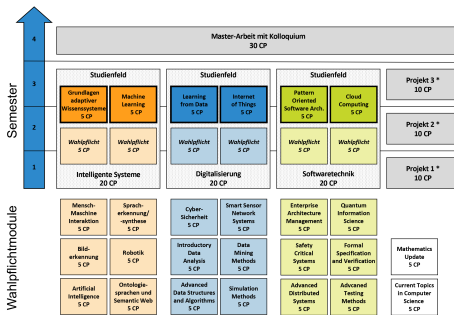 4
Master-Arbeit mit Kolloquium
30 CP
Semester
3
2
1
Studienfeld
Grundlagen
adaptiver
Wissenssysteme
5 CP
Machine
Learning
5 CP
Wahlpflicht
5 CP
Wahlpflicht
5 CP
Intelligente Systeme
20 CP
Studienfeld
Learning
from Data
5 CP
Internet
of Things
5 CP
Wahlpflicht
5 CP
Wahlpflicht
5 CP
Digitalisierung
20 CP
Studienfeld
Pattern
Oriented
Software Arch.
5 CP
Cloud
Computing
5 CP
Wahlpflicht
5 CP
Wahlpflicht
5 CP
Softwaretechnik
20 CP
Projekt 3 *
10 CP
Projekt 2 *
10 CP
Projekt 1 *
10 CP
Wahlpflichtmodule
Mensch-
Maschine
Interaktion
5 CP
Sprach-
erkennung/
-synthese
5 CP
Bild-
erkennung
5 CP
Robotik
5 CP
Artificial
Intelligence
5 CP
Ontologie-
sprachen und
Semantic Web
5 CP
Cyber-
Sicherheit
5 CP
Smart Sensor
Network
Systems
5 CP
Introductory
Data
Analysis
5 CP
Data
Mining
Methods
5 CP
Advanced
Data Structures
and Algorithms
5 CP
Simulation
Methods
5 CP
Enterprise
Architecture
Management
5 CP
Quantum
Information
Science
5 CP
Safety
Critical
Systems
5 CP
Formal
Specification
and Verification
5 CP
Advanced
Distributed
Systems
5 CP
Advanced
Testing
Methods
5 CP
Mathematics
Update
5 CP
Current Topics
in Computer
Science
5 CP